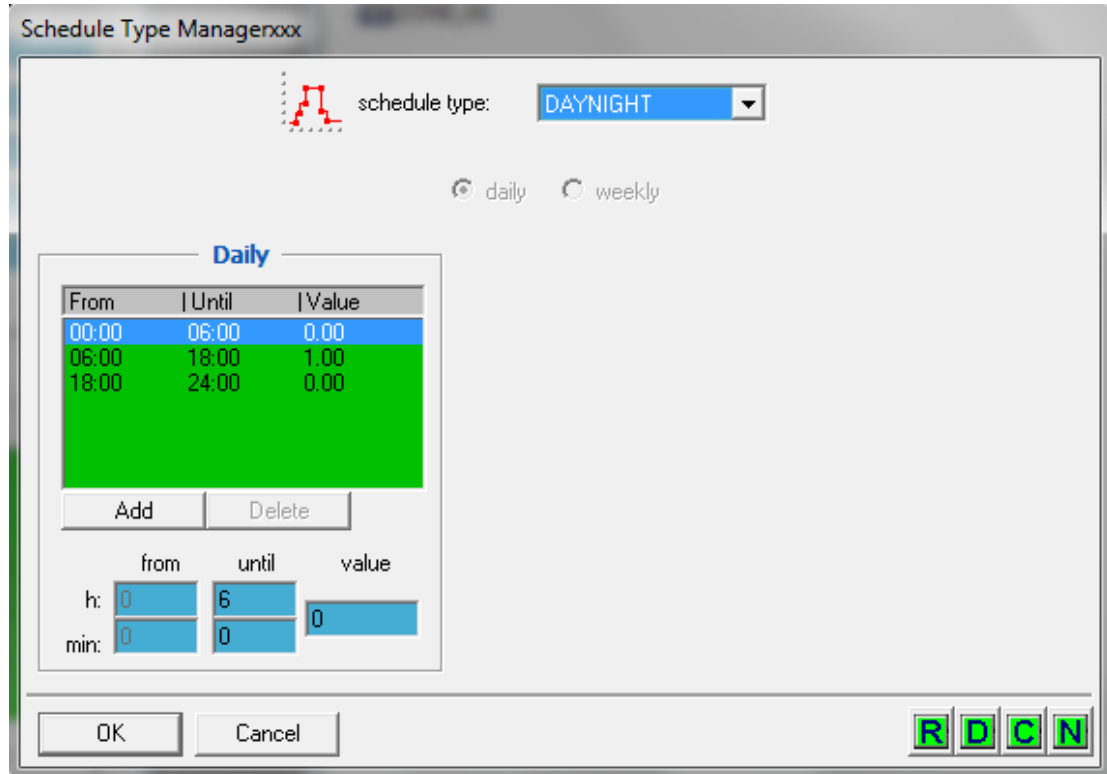 Schedule Type Managerxxx
schedule type: DAYNIGHT
daily weekly
Daily
From | Until | Value
00:00 06:00 0.00
06:00 18:00 1.00
18:00 24:00 0.00
Add Delete
from until value
h: 0 6
0
min: 0 0
OK Cancel R D C N